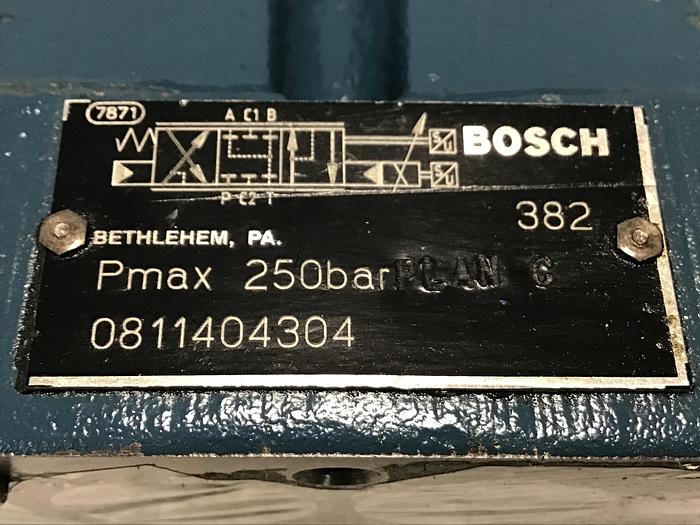 7871
A C1 B
S/U
BOSCH
S/U
P C2 T
382
BETHLEHEM, PA.
Pmax 250bar PLAN C
0811404304